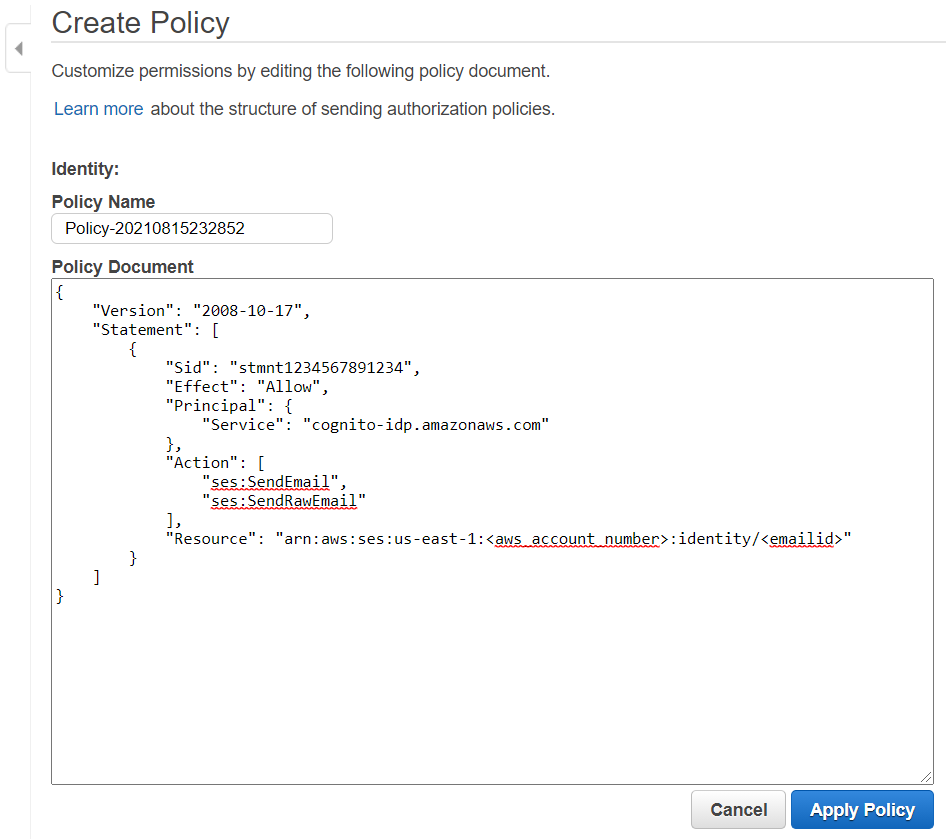 Create Policy
Customize permissions by editing the following policy document.
Learn more about the structure of sending authorization policies.
Identity:
Policy Name
Policy-20210815232852
Policy Document
{
    "Version": "2008-10-17",
    "Statement": [
        {
            "Sid": "stmnt1234567891234",
            "Effect": "Allow",
            "Principal": {
                "Service": "cognito-idp.amazonaws.com"
            },
            "Action": [
                "ses:SendEmail",
                "ses:SendRawEmail"
            ],
            "Resource": "arn:aws:ses:us-east-1:<aws_account_number>:identity/<emailid>"
        }
    ]
}
Cancel Apply Policy